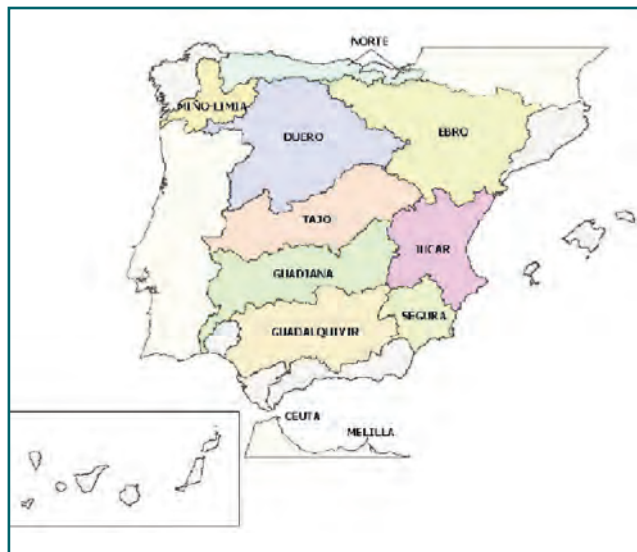 NORTE
MIÑO-LIMIA
DUERO
EBRO
TAJO
JUCAR
GUADIANA
SEGURA
GUADALQUIVIR
CEUTA
MELILLA